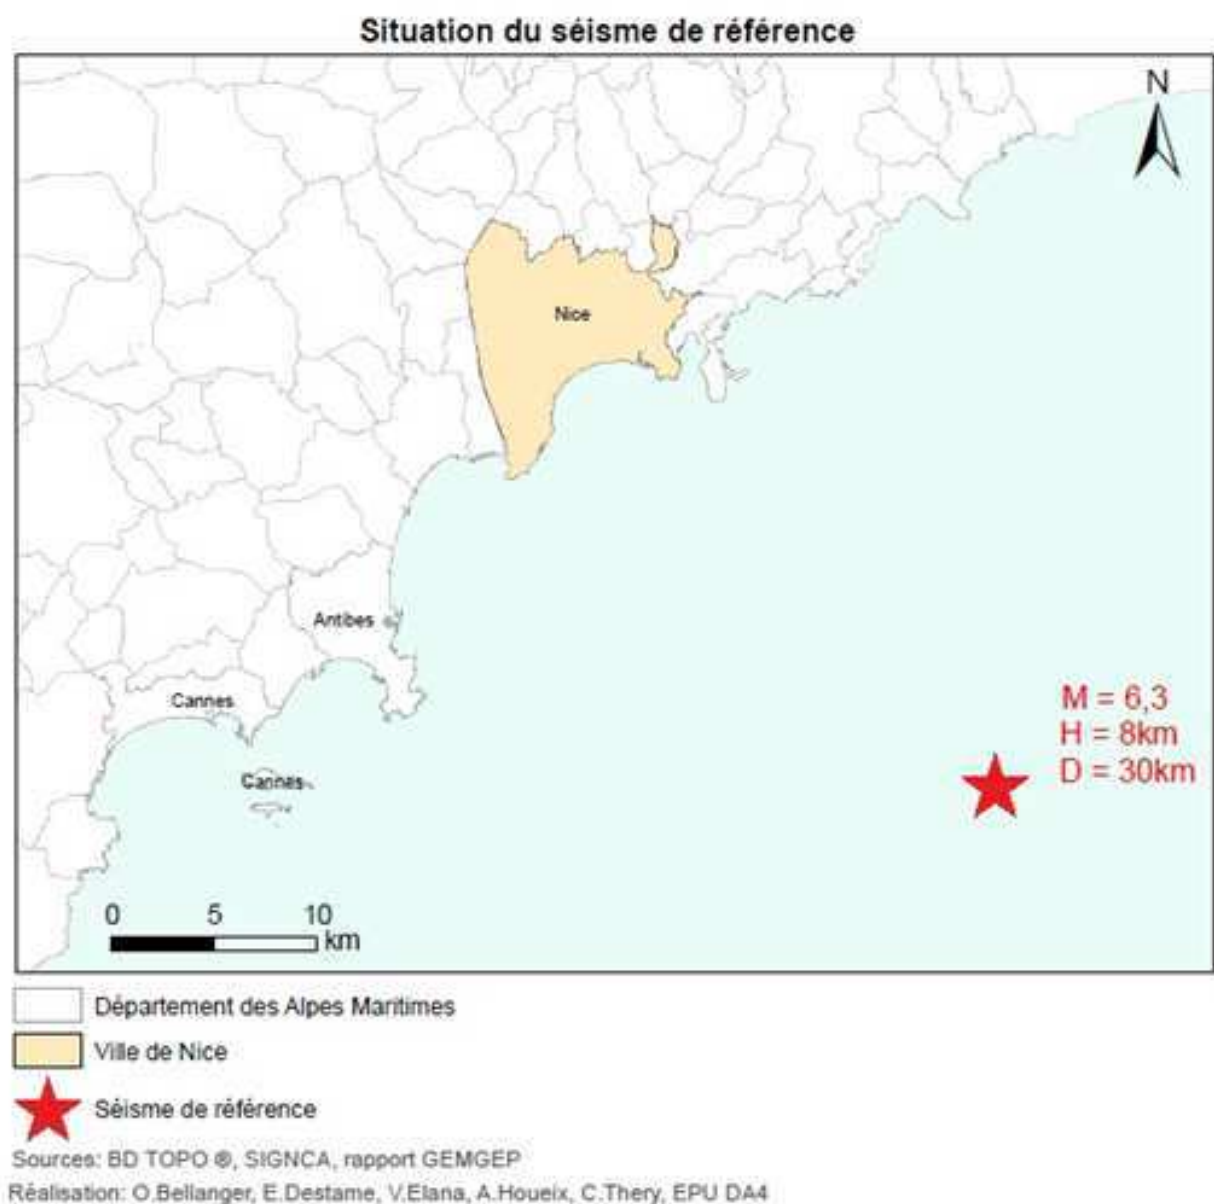 Situation du séisme de référence
N
Nice
Antibes
Cannes
Cannes
M = 6,3
H = 8km
D = 30km
0 5 10
km
Département des Alpes Maritimes
Ville de Nice
Séisme de référence
Sources: BD TOPO ®, SIGNCA, rapport GEMGEP
Réalisation: O.Bellanger, E.Destame, V.Elana, A.Houeix, C.Thery, EPU DA4